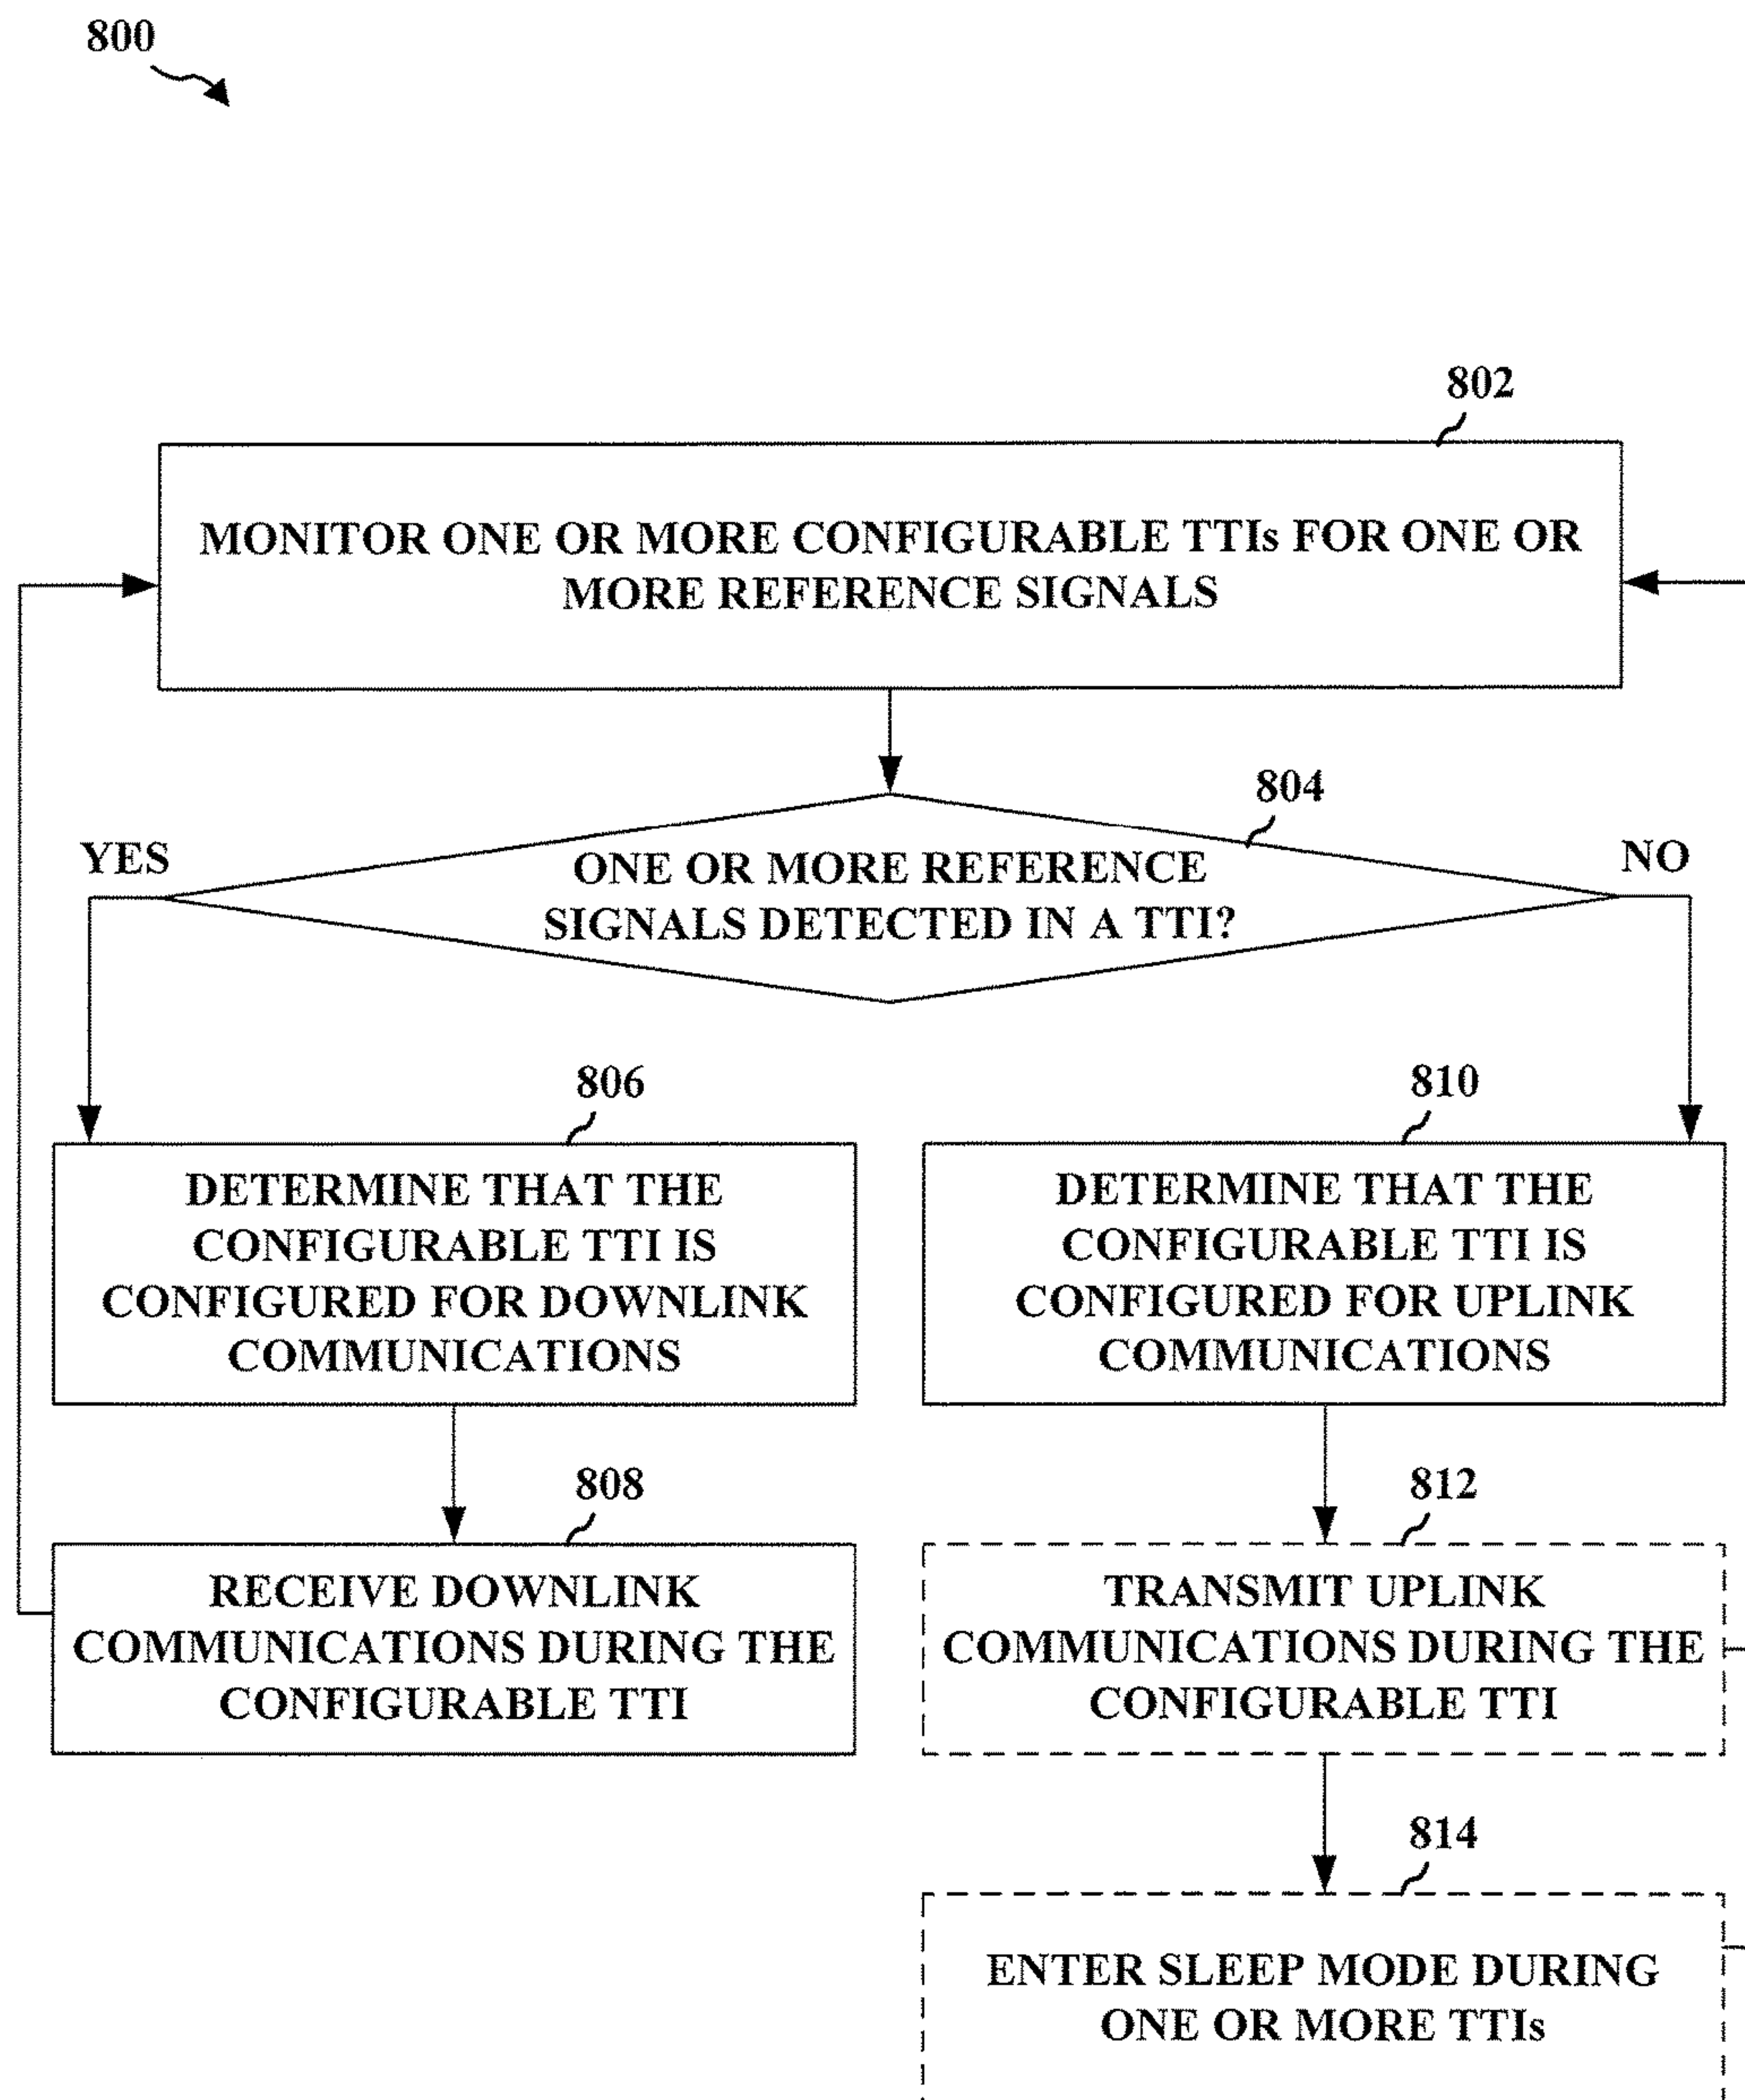 800
802
MONITOR ONE OR MORE CONFIGURABLE TTIs FOR ONE OR
MORE REFERENCE SIGNALS
804
YES
ONE OR MORE REFERENCE
SIGNALS DETECTED IN A TTI?
NO
806
DETERMINE THAT THE
CONFIGURABLE TTI IS
CONFIGURED FOR DOWNLINK
COMMUNICATIONS
810
DETERMINE THAT THE
CONFIGURABLE TTI IS
CONFIGURED FOR UPLINK
COMMUNICATIONS
808
RECEIVE DOWNLINK
COMMUNICATIONS DURING THE
CONFIGURABLE TTI
812
TRANSMIT UPLINK
COMMUNICATIONS DURING THE
CONFIGURABLE TTI
814
ENTER SLEEP MODE DURING
ONE OR MORE TTIs